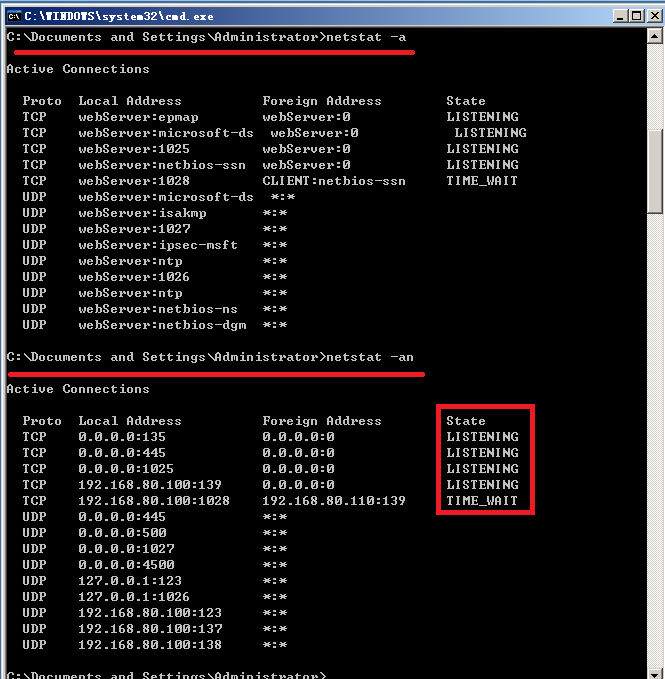 C:\WINDOWS\system32\cmd.exe
C:\Documents and Settings\Administrator>netstat -a
Active Connections
Proto Local Address Foreign Address State
TCP webServer:epmap webServer:0 LISTENING
TCP webServer:microsoft-ds webServer:0 LISTENING
TCP webServer:1025 webServer:0 LISTENING
TCP webServer:netbios-ssn webServer:0 LISTENING
TCP webServer:1028 CLIENT:netbios-ssn TIME_WAIT
UDP webServer:microsoft-ds *:*
UDP webServer:isakmp *:*
UDP webServer:1027 *:*
UDP webServer:ipsec-msft *:*
UDP webServer:ntp *:*
UDP webServer:1026 *:*
UDP webServer:ntp *:*
UDP webServer:netbios-ns *:*
UDP webServer:netbios-dgm *:*
C:\Documents and Settings\Administrator>netstat -an
Active Connections
Proto Local Address Foreign Address State
TCP 0.0.0.0:135 0.0.0.0:0 LISTENING
TCP 0.0.0.0:445 0.0.0.0:0 LISTENING
TCP 0.0.0.0:1025 0.0.0.0:0 LISTENING
TCP 192.168.80.100:139 0.0.0.0:0 LISTENING
TCP 192.168.80.100:1028 192.168.80.110:139 TIME_WAIT
UDP 0.0.0.0:445 *:*
UDP 0.0.0.0:500 *:*
UDP 0.0.0.0:1027 *:*
UDP 0.0.0.0:4500 *:*
UDP 127.0.0.1:123 *:*
UDP 127.0.0.1:1026 *:*
UDP 192.168.80.100:123 *:*
UDP 192.168.80.100:137 *:*
UDP 192.168.80.100:138 *:*
C:\Documents and Settings\Administrator>